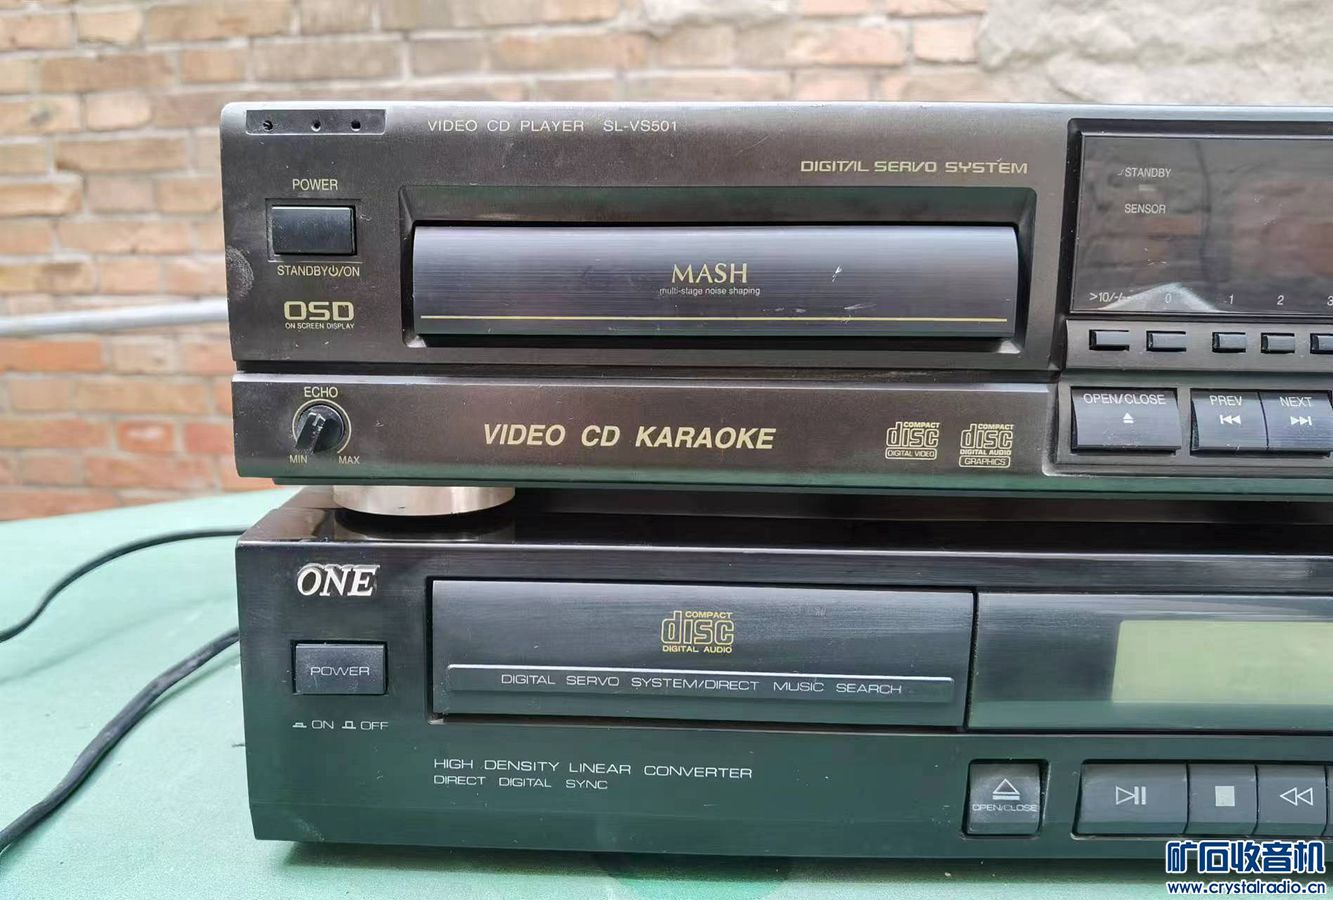 VIDEO CD PLAYER SL-VS501
DIGITAL SERVO SYSTEM
POWER
STANDBY⏻/ON
OSD
ON SCREEN DISPLAY
MASH
multi-stage noise shaping
STANDBY
SENSOR
>10/-/-- 0 1 2 3
ECHO
MIN MAX
VIDEO CD KARAOKE
COMPACT
disc
DIGITAL VIDEO
COMPACT
disc
DIGITAL AUDIO
GRAPHICS
OPEN/CLOSE
PREV
NEXT
ONE
POWER
ON OFF
COMPACT
disc
DIGITAL AUDIO
DIGITAL SERVO SYSTEM/DIRECT MUSIC SEARCH
HIGH DENSITY LINEAR CONVERTER
DIRECT DIGITAL SYNC
OPEN/CLOSE
矿石收音机
www.crystalradio.cn